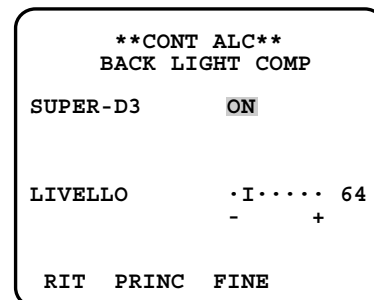 **CONT ALC**
BACK LIGHT COMP
SUPER-D3 ON
LIVELLO ·I····· 64
- +
RIT PRINC FINE